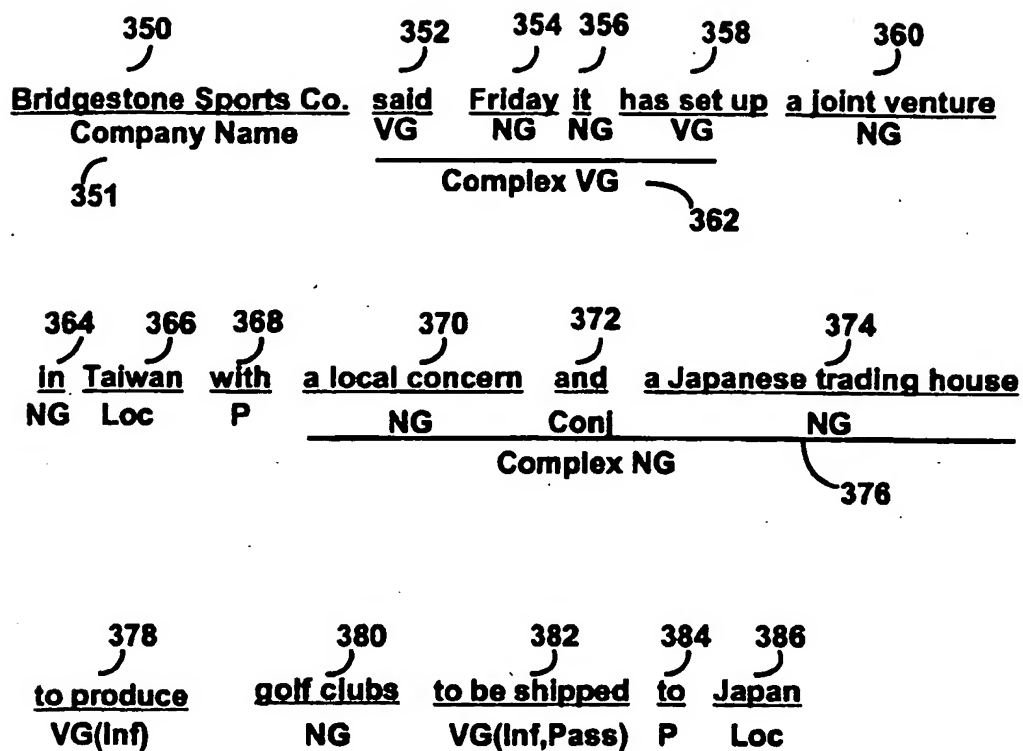 350 352 354 356 358 360
Bridgestone Sports Co. said Friday it has set up a joint venture
Company Name VG NG NG VG NG
351 Complex VG 362
364 366 368 370 372 374
in Taiwan with a local concern and a Japanese trading house
NG Loc P NG Conj NG
Complex NG
376
378 380 382 384 386
to produce golf clubs to be shipped to Japan
VG(Inf) NG VG(Inf,Pass) P Loc